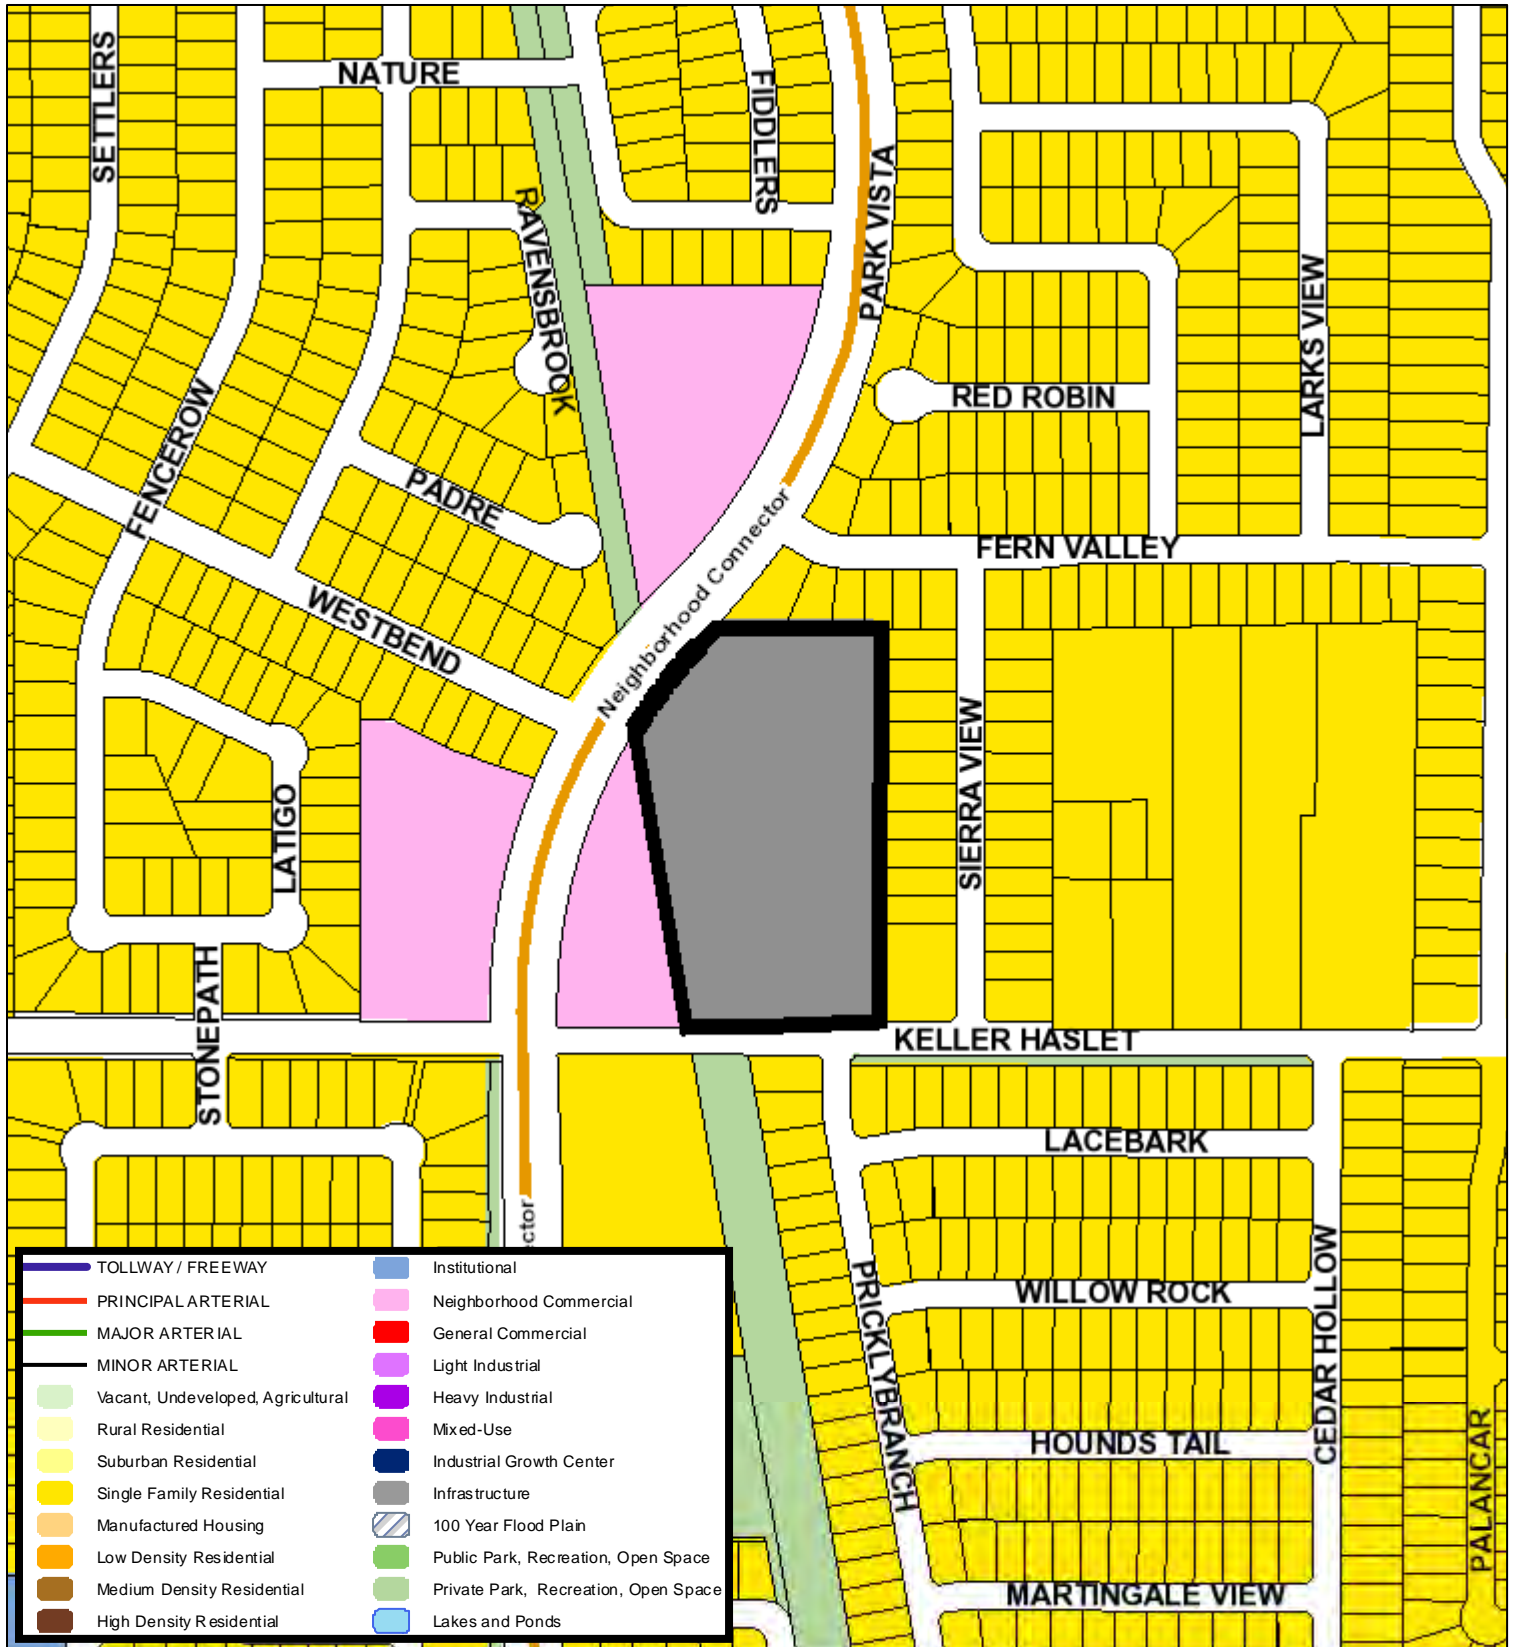 SETTLERS
NATURE
FIDDLERS
PARK VISTA
RAVENSBROOK
LARKS VIEW
FENCEROW
RED ROBIN
PADRE
Neighborhood Connector
FERN VALLEY
WESTBEND
SIERRA VIEW
LATIGO
STONEPATH
KELLER HASLET
LACEBARK
ector
PRICKLYBRANCH
WILLOW ROCK
CEDAR HOLLOW
HOUNDS TAIL
PALANCAR
MARTINGALE VIEW
TOLLWAY / FREEWAY
PRINCIPAL ARTERIAL
MAJOR ARTERIAL
MINOR ARTERIAL
Vacant, Undeveloped, Agricultural
Rural Residential
Suburban Residential
Single Family Residential
Manufactured Housing
Low Density Residential
Medium Density Residential
High Density Residential
Institutional
Neighborhood Commercial
General Commercial
Light Industrial
Heavy Industrial
Mixed-Use
Industrial Growth Center
Infrastructure
100 Year Flood Plain
Public Park, Recreation, Open Space
Private Park, Recreation, Open Space
Lakes and Ponds